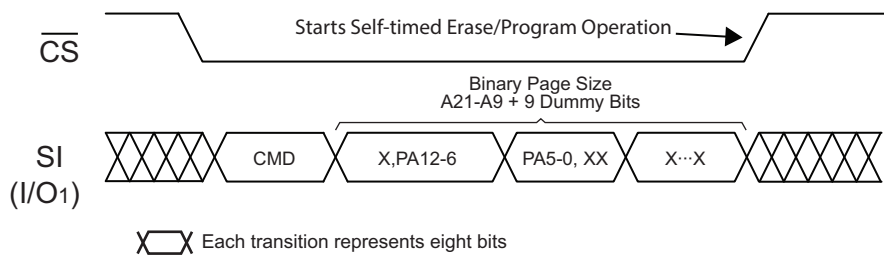 Starts Self-timed Erase/Program Operation
CS
Binary Page Size
A21-A9 + 9 Dummy Bits
SI
(I/O1)
CMD
X,PA12-6
PA5-0, XX
X···X
Each transition represents eight bits